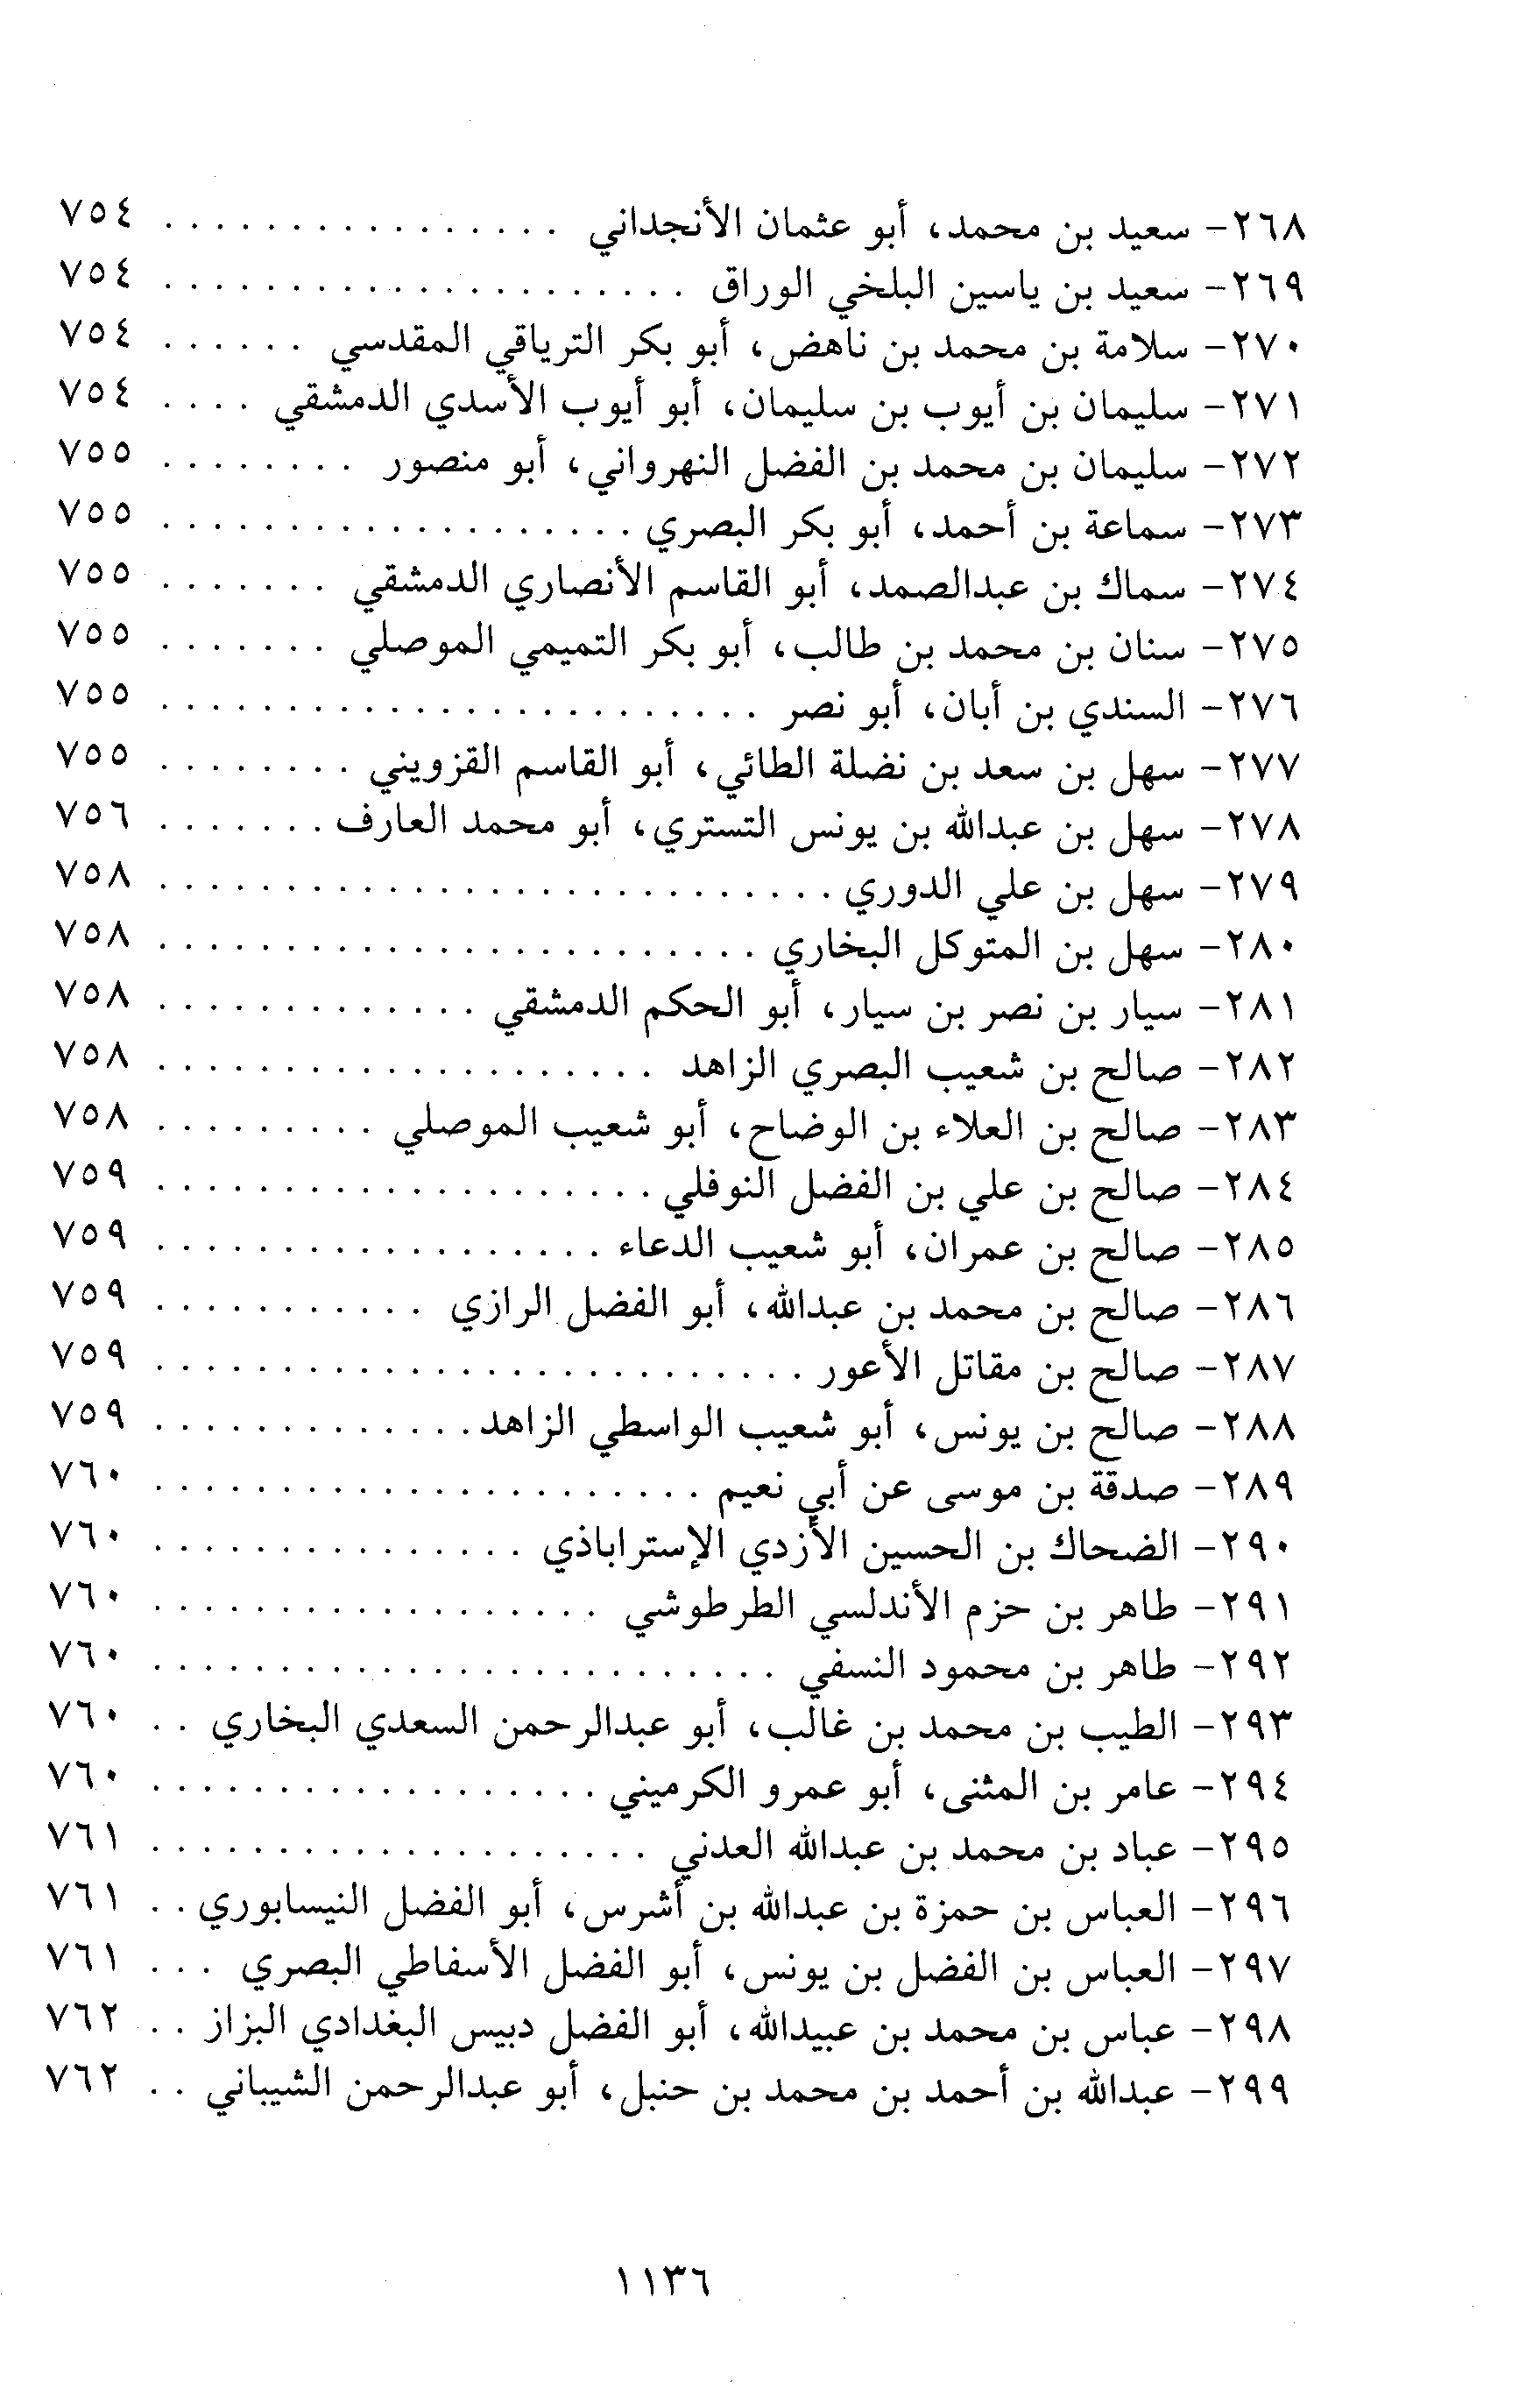 ٢٦٨- سعيد بن محمد، أبو عثمان الأنجداني . . . . . . . . . . . . . . . . ٧٥٤
٢٦٩- سعيد بن ياسين البلخي الوراق . . . . . . . . . . . . . . . . . . . . . ٧٥٤
٢٧٠- سلامة بن محمد بن ناهض، أبو بكر الترياقي المقدسي . . . . . . ٧٥٤
٢٧١- سليمان بن أيوب بن سليمان، أبو أيوب الأسدي الدمشقي . . . . ٧٥٤
٢٧٢- سليمان بن محمد بن الفضل النهرواني، أبو منصور . . . . . . . . ٧٥٥
٢٧٣- سماعة بن أحمد، أبو بكر البصري . . . . . . . . . . . . . . . . . . . ٧٥٥
٢٧٤- سماك بن عبدالصمد، أبو القاسم الأنصاري الدمشقي . . . . . . . ٧٥٥
٢٧٥- سنان بن محمد بن طالب، أبو بكر التميمي الموصلي . . . . . . . ٧٥٥
٢٧٦- السندي بن أبان، أبو نصر . . . . . . . . . . . . . . . . . . . . . . . . ٧٥٥
٢٧٧- سهل بن سعد بن نضلة الطائي، أبو القاسم القزويني . . . . . . . . ٧٥٥
٢٧٨- سهل بن عبدالله بن يونس التستري، أبو محمد العارف . . . . . . . ٧٥٦
٢٧٩- سهل بن علي الدوري . . . . . . . . . . . . . . . . . . . . . . . . . . . ٧٥٨
٢٨٠- سهل بن المتوكل البخاري . . . . . . . . . . . . . . . . . . . . . . . . ٧٥٨
٢٨١- سيار بن نصر بن سيار، أبو الحكم الدمشقي . . . . . . . . . . . . . ٧٥٨
٢٨٢- صالح بن شعيب البصري الزاهد . . . . . . . . . . . . . . . . . . . . ٧٥٨
٢٨٣- صالح بن العلاء بن الوضاح، أبو شعيب الموصلي . . . . . . . . . ٧٥٨
٢٨٤- صالح بن علي بن الفضل النوفلي . . . . . . . . . . . . . . . . . . . . ٧٥٩
٢٨٥- صالح بن عمران، أبو شعيب الدعاء . . . . . . . . . . . . . . . . . . ٧٥٩
٢٨٦- صالح بن محمد بن عبدالله، أبو الفضل الرازي . . . . . . . . . . . ٧٥٩
٢٨٧- صالح بن مقاتل الأعور . . . . . . . . . . . . . . . . . . . . . . . . . . ٧٥٩
٢٨٨- صالح بن يونس، أبو شعيب الواسطي الزاهد . . . . . . . . . . . . . ٧٥٩
٢٨٩- صدقة بن موسى عن أبي نعيم . . . . . . . . . . . . . . . . . . . . . . ٧٦٠
٢٩٠- الضحاك بن الحسين الأزدي الإستراباذي . . . . . . . . . . . . . . . ٧٦٠
٢٩١- طاهر بن حزم الأندلسي الطرطوشي . . . . . . . . . . . . . . . . . . ٧٦٠
٢٩٢- طاهر بن محمود النسفي . . . . . . . . . . . . . . . . . . . . . . . . . ٧٦٠
٢٩٣- الطيب بن محمد بن غالب، أبو عبدالرحمن السعدي البخاري . . ٧٦٠
٢٩٤- عامر بن المثنى، أبو عمرو الكرميني . . . . . . . . . . . . . . . . . . ٧٦٠
٢٩٥- عباد بن محمد بن عبدالله العدني . . . . . . . . . . . . . . . . . . . . ٧٦١
٢٩٦- العباس بن حمزة بن عبدالله بن أشرس، أبو الفضل النيسابوري . . ٧٦١
٢٩٧- العباس بن الفضل بن يونس، أبو الفضل الأسفاطي البصري . . . ٧٦١
٢٩٨- عباس بن محمد بن عبيدالله، أبو الفضل دبيس البغدادي البزاز . . ٧٦٢
٢٩٩- عبدالله بن أحمد بن محمد بن حنبل، أبو عبدالرحمن الشيباني . . ٧٦٢
١١٣٦